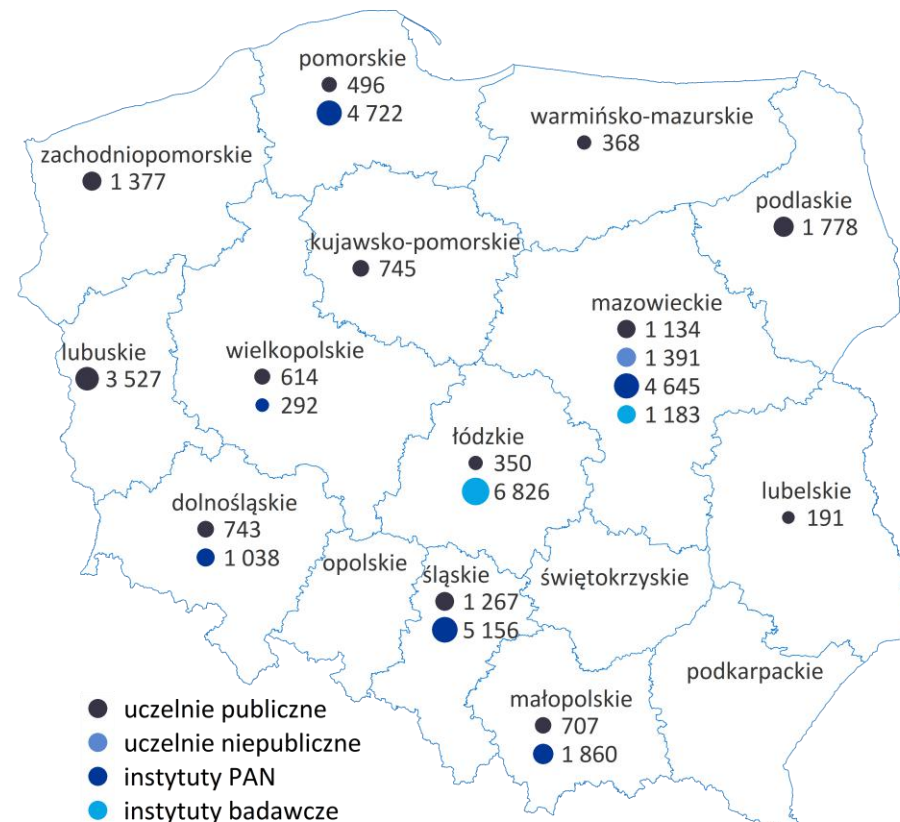 pomorskie
496
4 722
warmińsko-mazurskie
368
zachodniopomorskie
1 377
podlaskie
1 778
kujawsko-pomorskie
745
mazowieckie
1 134
1 391
4 645
1 183
lubuskie
3 527
wielkopolskie
614
292
łódzkie
350
6 826
lubelskie
191
dolnośląskie
743
1 038
opolskie
śląskie
1 267
5 156
świętokrzyskie
podkarpackie
małopolskie
707
1 860
uczelnie publiczne
uczelnie niepubliczne
instytuty PAN
instytuty badawcze